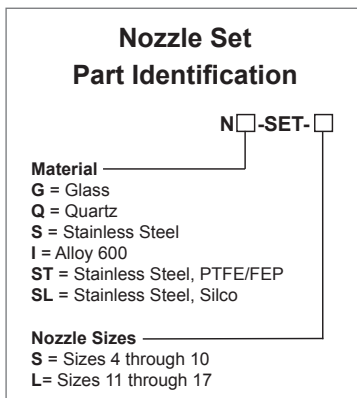 Nozzle Set
Part Identification
N□-SET-□
Material
G = Glass
Q = Quartz
S = Stainless Steel
I = Alloy 600
ST = Stainless Steel, PTFE/FEP
SL = Stainless Steel, Silco
Nozzle Sizes
S = Sizes 4 through 10
L= Sizes 11 through 17